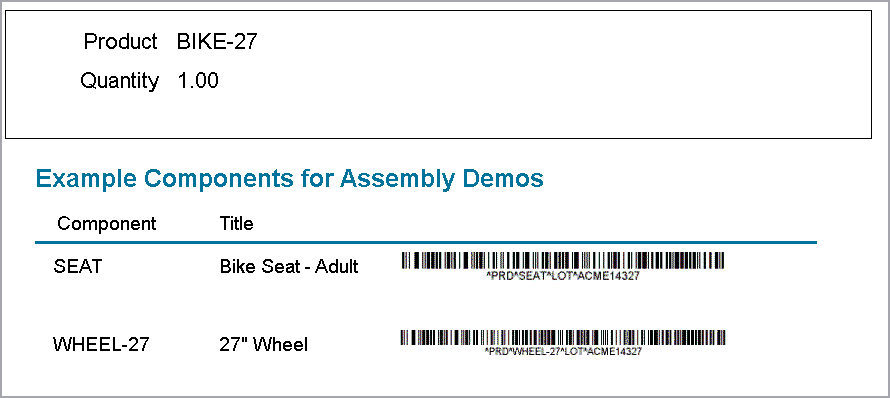 Product BIKE-27
Quantity 1.00
Example Components for Assembly Demos
Component Title
SEAT Bike Seat - Adult
^PRD^SEAT^LOT^ACME14327
WHEEL-27 27" Wheel
^PRD^WHEEL-27^LOT^ACME14327